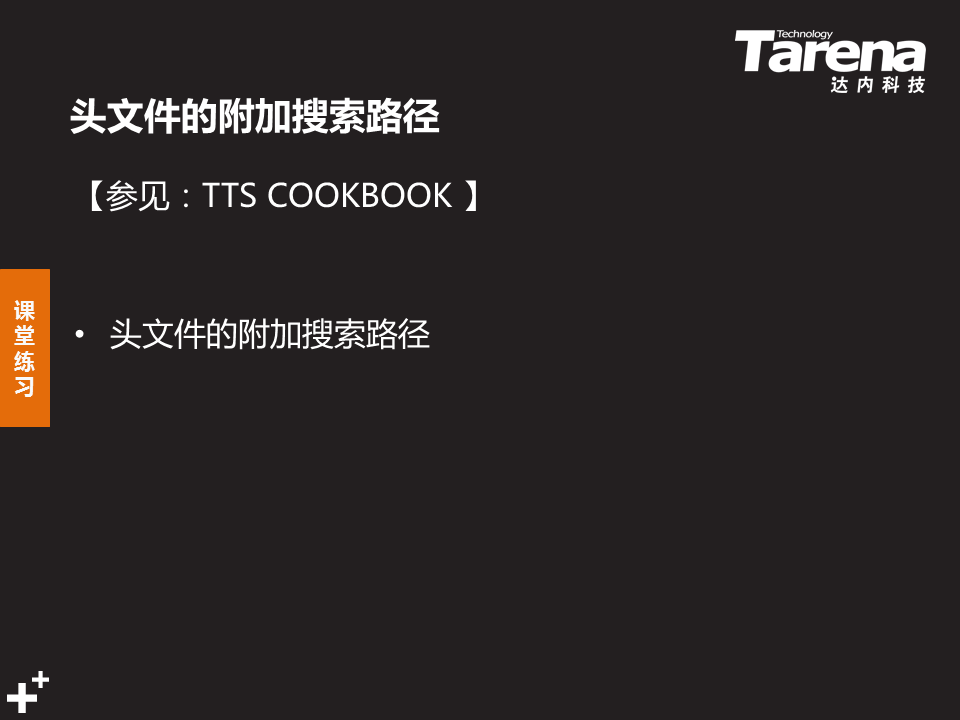 Technology
Tarena
达内科技
头文件的附加搜索路径
【参见：TTS COOKBOOK 】
课堂练习
• 头文件的附加搜索路径